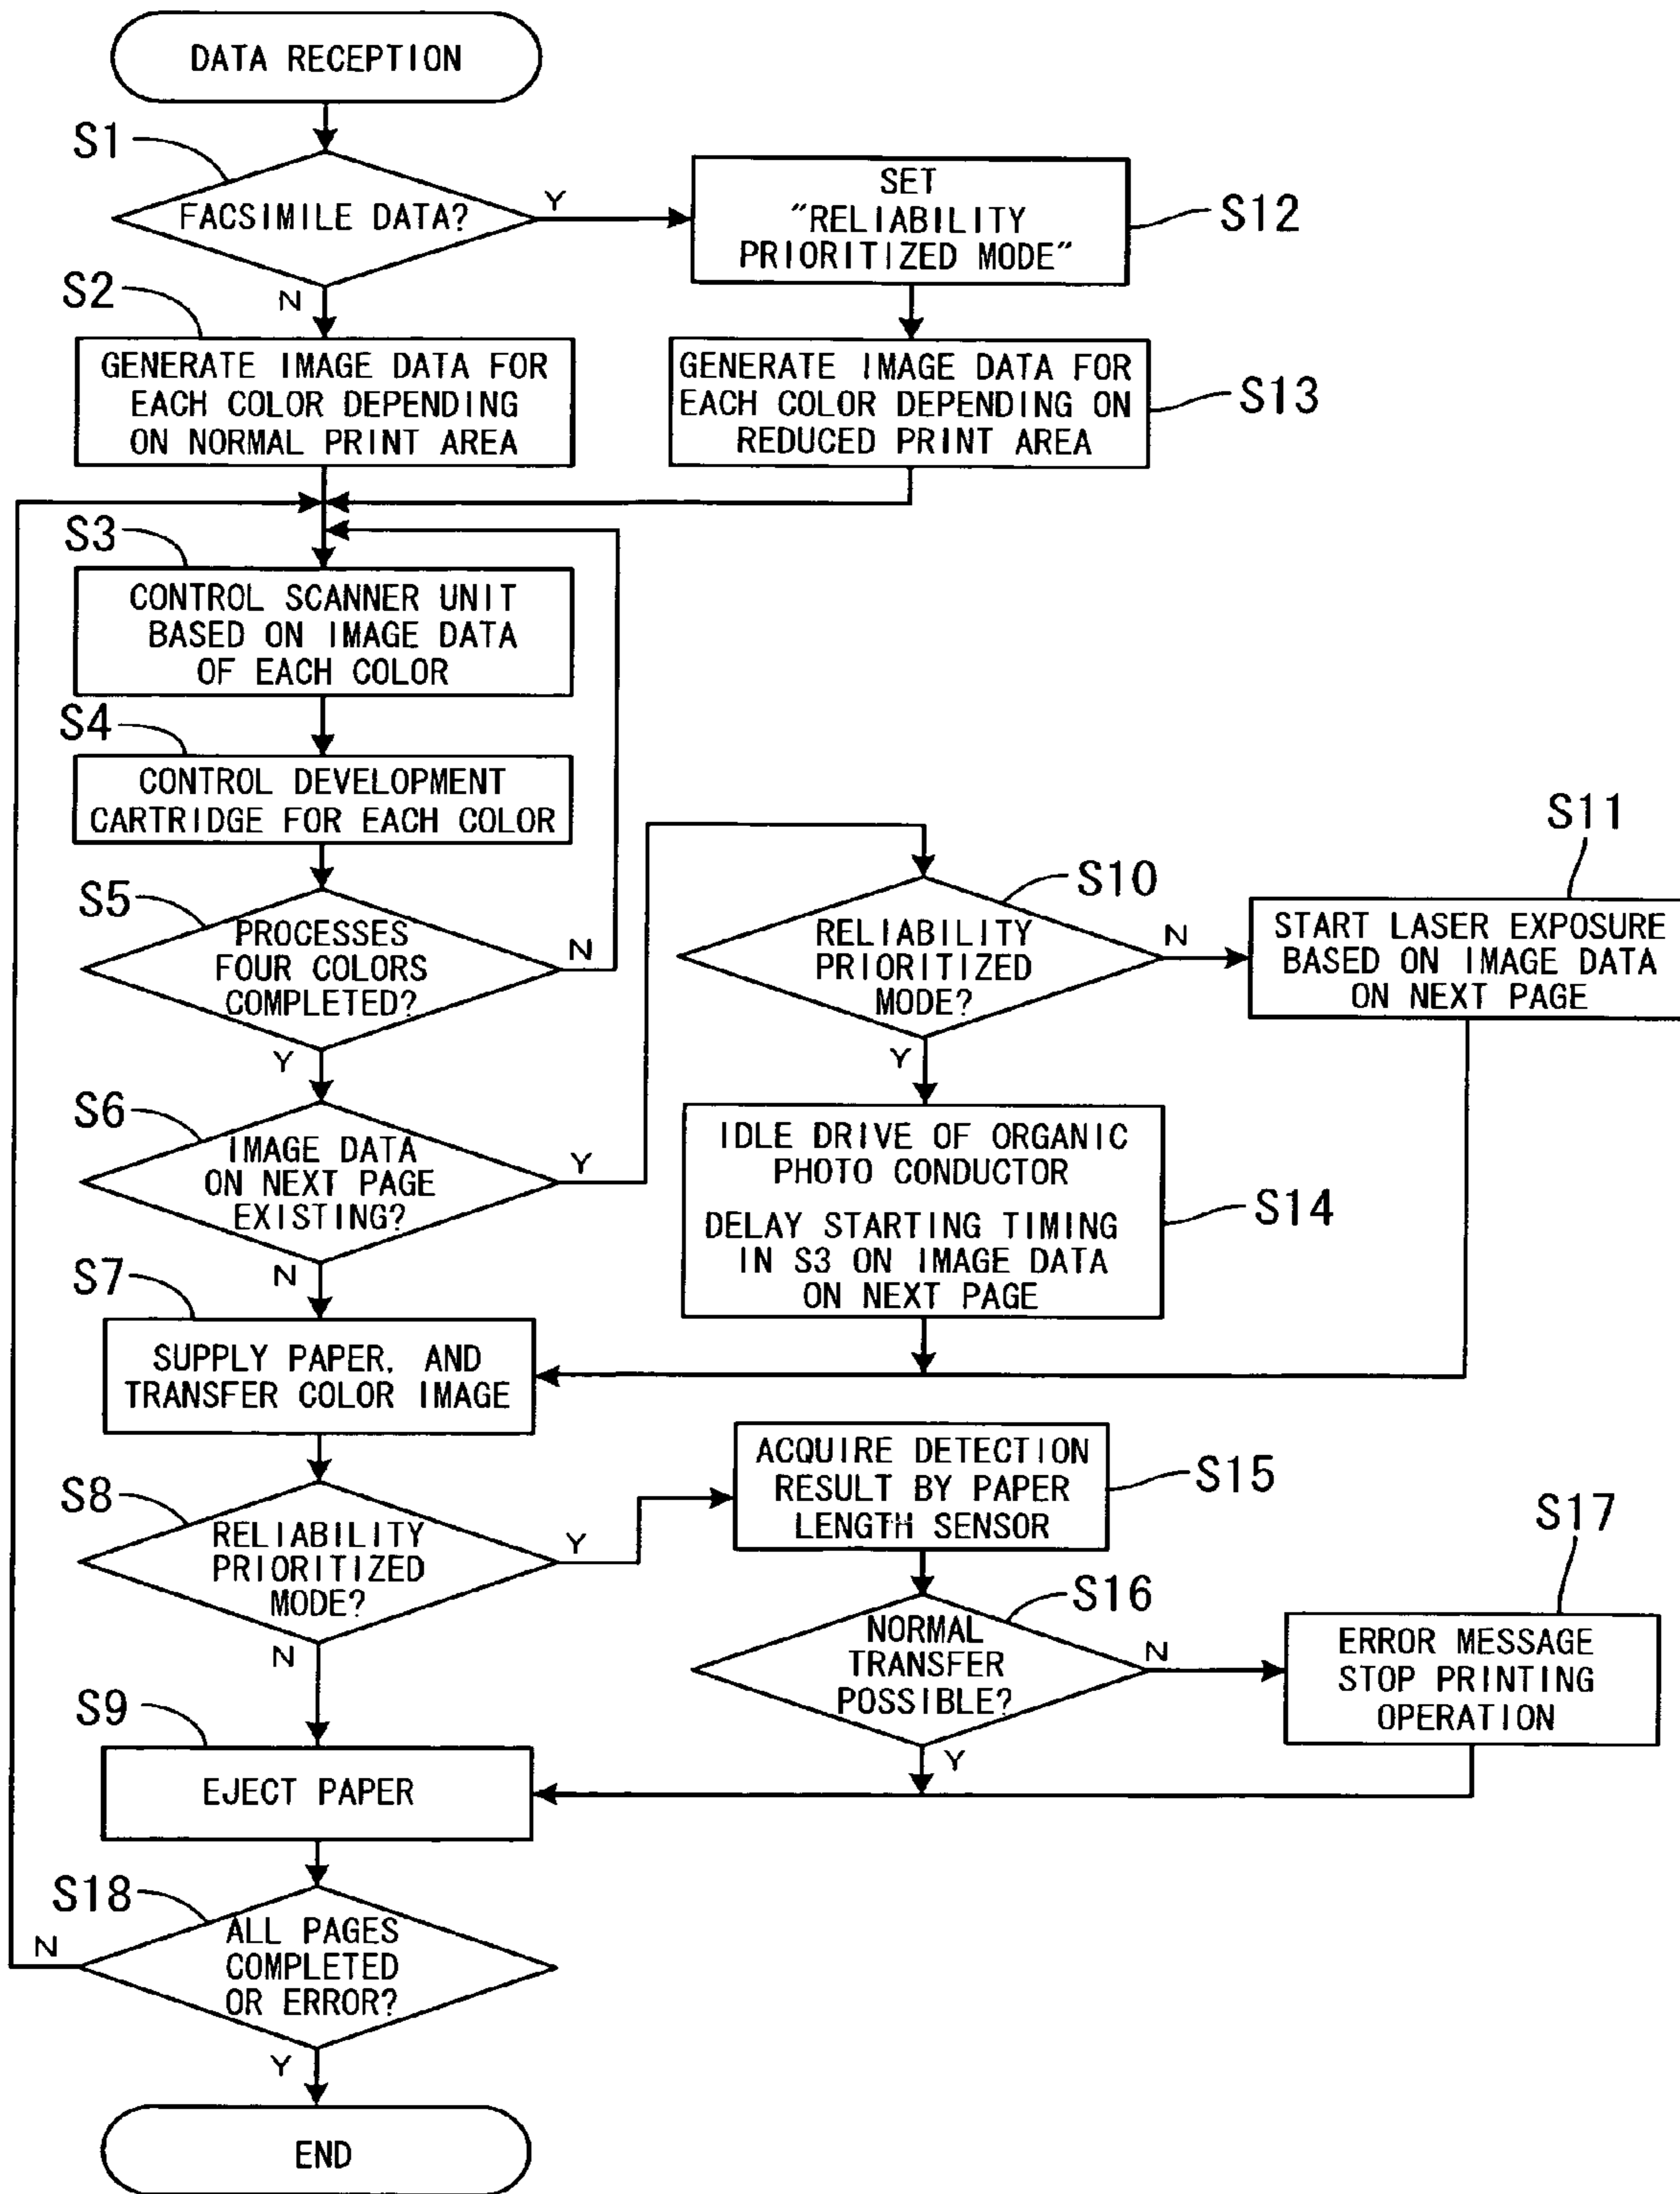 DATA RECEPTION
S1
FACSIMILE DATA?
Y
N
SET
"RELIABILITY
PRIORITIZED MODE"
S12
S2
GENERATE IMAGE DATA FOR
EACH COLOR DEPENDING
ON NORMAL PRINT AREA
GENERATE IMAGE DATA FOR
EACH COLOR DEPENDING ON
REDUCED PRINT AREA
S13
S3
CONTROL SCANNER UNIT
BASED ON IMAGE DATA
OF EACH COLOR
S4
CONTROL DEVELOPMENT
CARTRIDGE FOR EACH COLOR
S5
PROCESSES
FOUR COLORS
COMPLETED?
N
Y
S10
RELIABILITY
PRIORITIZED
MODE?
N
Y
S11
START LASER EXPOSURE
BASED ON IMAGE DATA
ON NEXT PAGE
S6
IMAGE DATA
ON NEXT PAGE
EXISTING?
Y
N
IDLE DRIVE OF ORGANIC
PHOTO CONDUCTOR
DELAY STARTING TIMING
IN S3 ON IMAGE DATA
ON NEXT PAGE
S14
S7
SUPPLY PAPER, AND
TRANSFER COLOR IMAGE
S8
RELIABILITY
PRIORITIZED
MODE?
Y
N
ACQUIRE DETECTION
RESULT BY PAPER
LENGTH SENSOR
S15
S16
NORMAL
TRANSFER
POSSIBLE?
N
Y
S17
ERROR MESSAGE
STOP PRINTING
OPERATION
S9
EJECT PAPER
S18
ALL PAGES
COMPLETED
OR ERROR?
N
Y
END